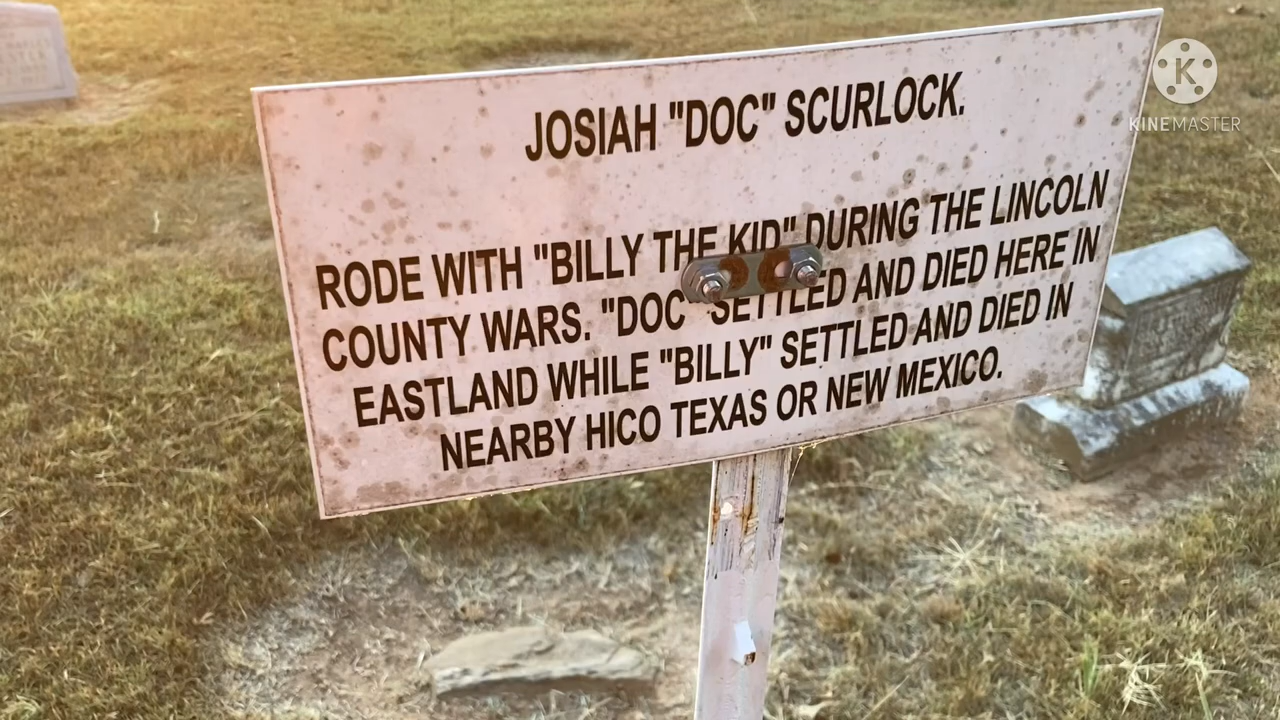 JOSIAH "DOC" SCURLOCK.
RODE WITH "BILLY THE KID" DURING THE LINCOLN
COUNTY WARS. "DOC" SETTLED AND DIED HERE IN
EASTLAND WHILE "BILLY" SETTLED AND DIED IN
NEARBY HICO TEXAS OR NEW MEXICO.
K
KINEMASTER